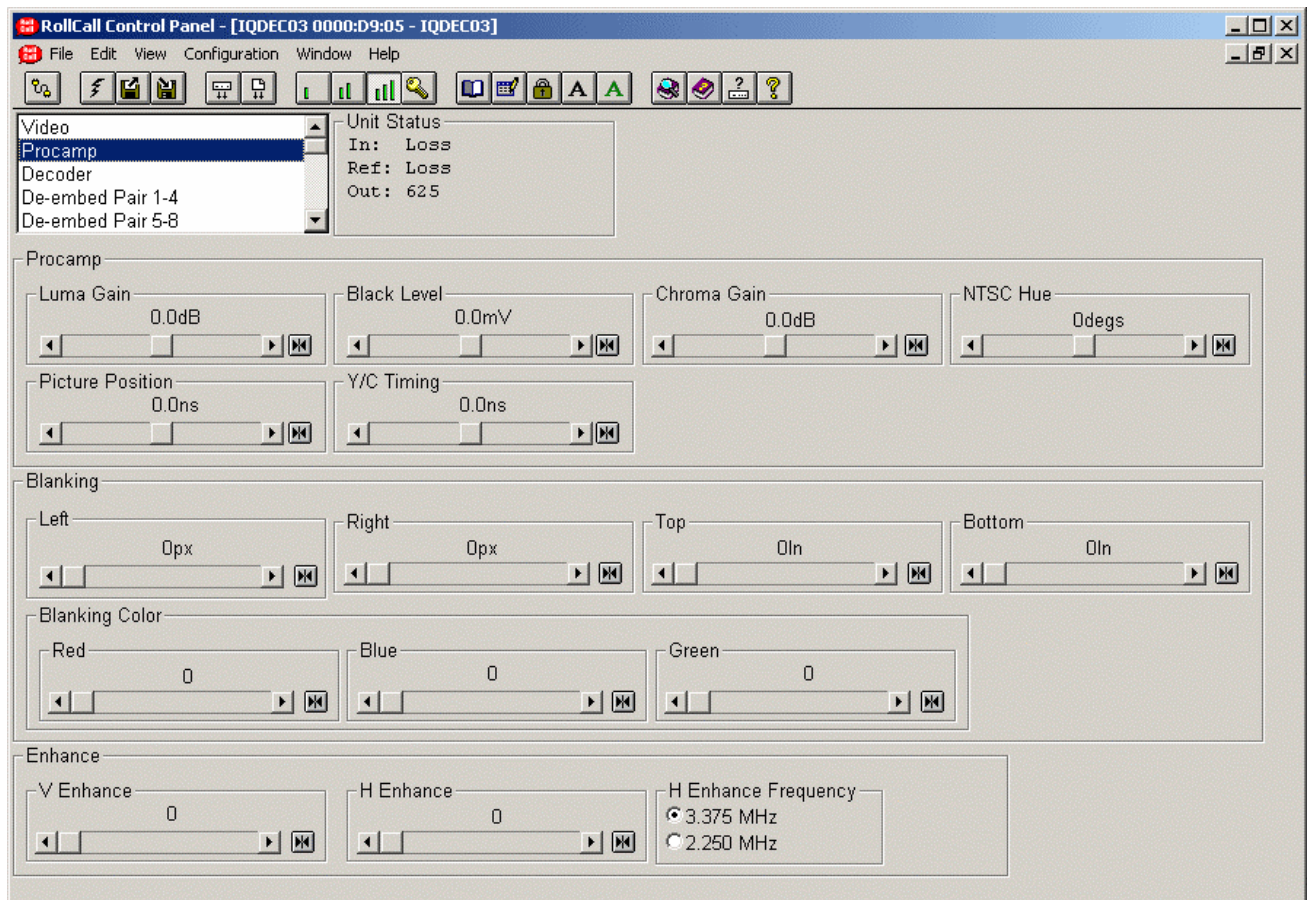 RollCall Control Panel - [IQDEC03 0000:D9:05 - IQDEC03]
File Edit View Configuration Window Help
A A
Video
Procamp
Decoder
De-embed Pair 1-4
De-embed Pair 5-8
Unit Status
In: Loss
Ref: Loss
Out: 625
Procamp
Luma Gain
0.0dB
Black Level
0.0mV
Chroma Gain
0.0dB
NTSC Hue
0degs
Picture Position
0.0ns
Y/C Timing
0.0ns
Blanking
Left
0px
Right
0px
Top
0ln
Bottom
0ln
Blanking Color
Red
0
Blue
0
Green
0
Enhance
V Enhance
0
H Enhance
0
H Enhance Frequency
3.375 MHz
2.250 MHz